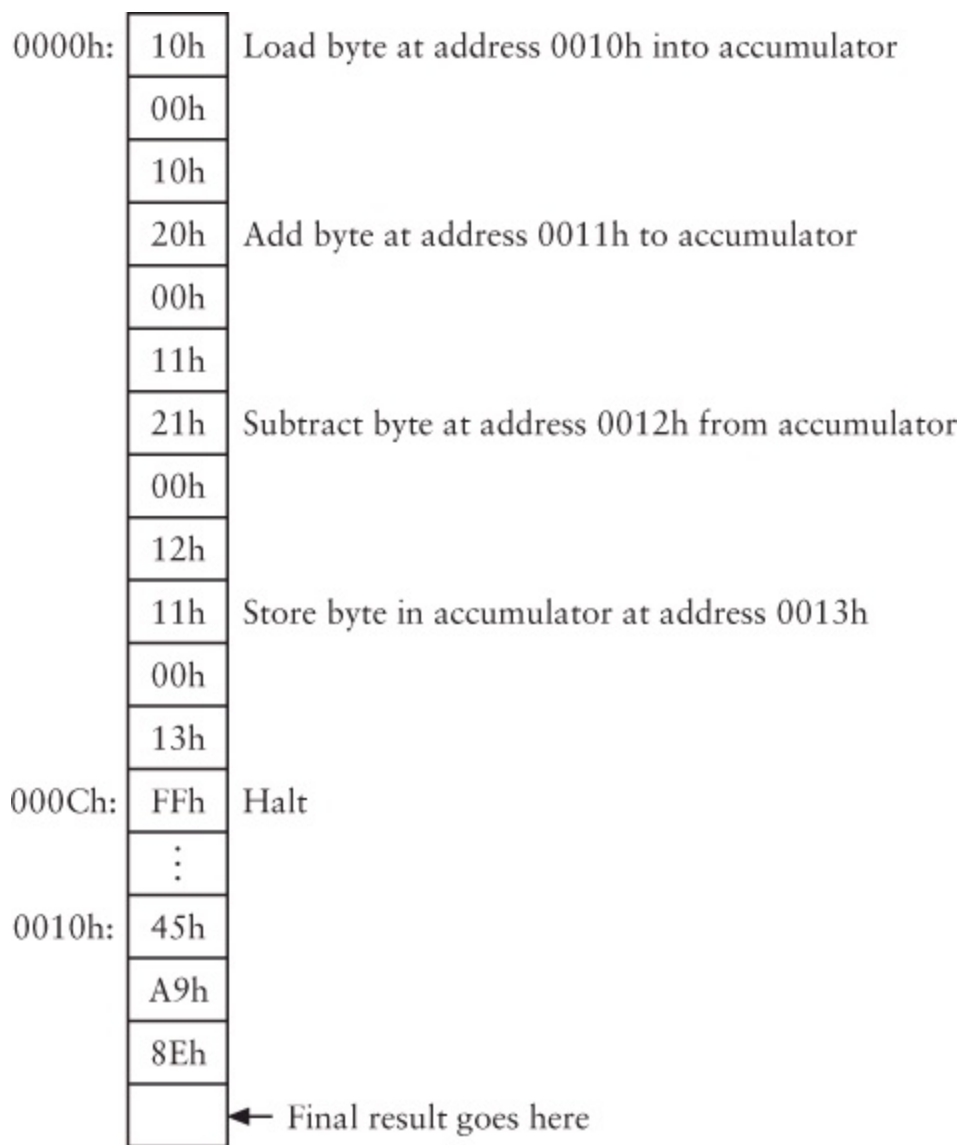 0000h: 10h Load byte at address 0010h into accumulator
00h
10h
20h Add byte at address 0011h to accumulator
00h
11h
21h Subtract byte at address 0012h from accumulator
00h
12h
11h Store byte in accumulator at address 0013h
00h
13h
000Ch: FFh Halt
⋮
0010h: 45h
A9h
8Eh
Final result goes here